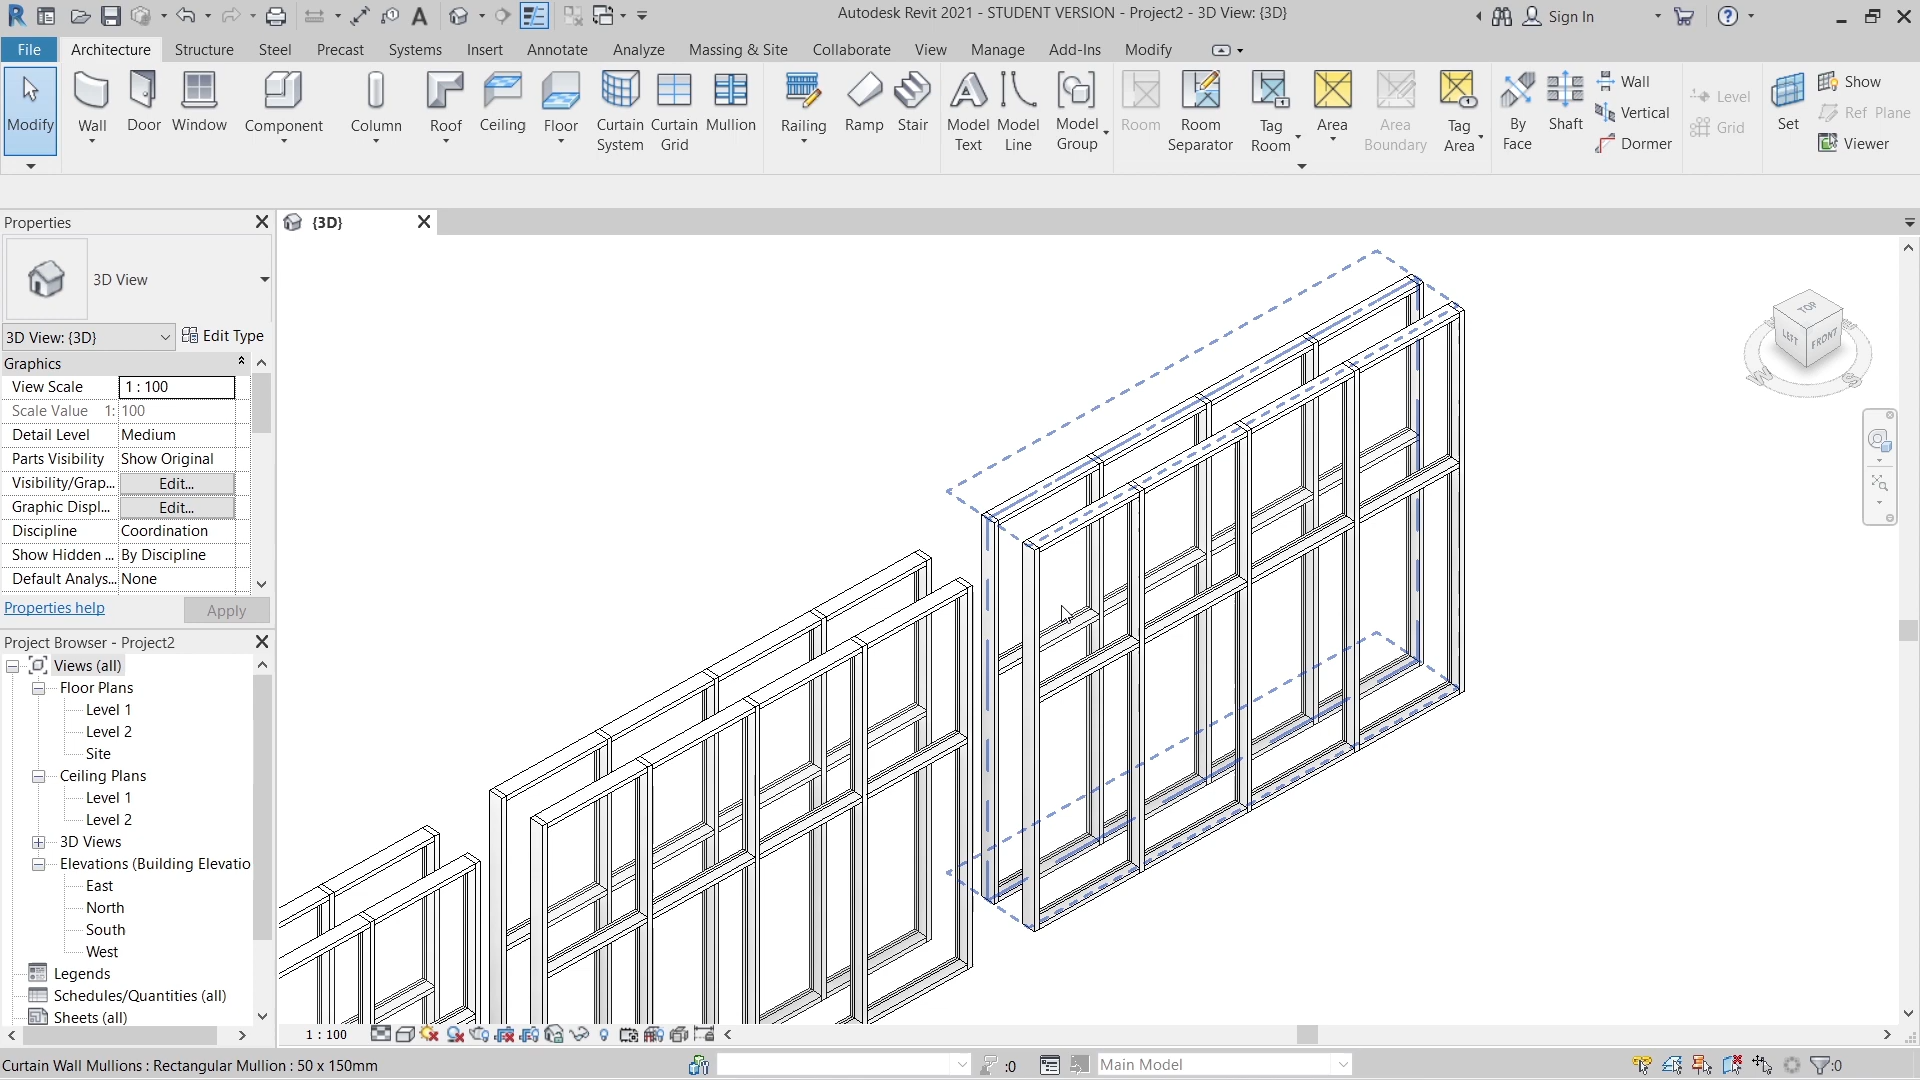 Autodesk Revit 2021 - STUDENT VERSION - Project2 - 3D View: {3D}
Sign In
File Architecture Structure Steel Precast Systems Insert Annotate Analyze Massing & Site Collaborate View Manage Add-Ins Modify
Modify
Wall
Door
Window
Component
Column
Roof
Ceiling
Floor
Curtain System
Curtain Grid
Mullion
Railing
Ramp
Stair
Model Text
Model Line
Model Group
Room
Room Separator
Tag Room
Area
Area Boundary
Tag Area
By Face
Shaft
Wall
Vertical
Dormer
Level
Grid
Set
Show
Ref Plane
Viewer
Properties
{3D}
3D View
3D View: {3D}
Edit Type
Graphics
View Scale 1 : 100
Scale Value 1: 100
Detail Level Medium
Parts Visibility Show Original
Visibility/Grap... Edit...
Graphic Displ... Edit...
Discipline Coordination
Show Hidden ... By Discipline
Default Analys... None
Properties help
Apply
Project Browser - Project2
Views (all)
Floor Plans
Level 1
Level 2
Site
Ceiling Plans
Level 1
Level 2
3D Views
Elevations (Building Elevatio
East
North
South
West
Legends
Schedules/Quantities (all)
Sheets (all)
TOP
LEFT
FRONT
W
S
1 : 100
Curtain Wall Mullions : Rectangular Mullion : 50 x 150mm
:0
Main Model
:0